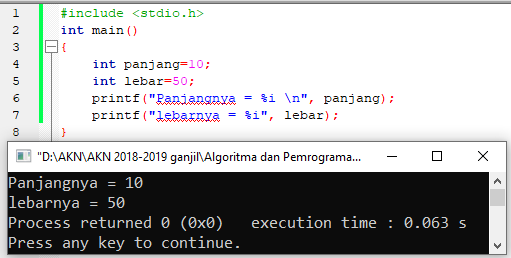 1 #include <stdio.h>
2 int main()
3 {
4 int panjang=10;
5 int lebar=50;
6 printf("Panjangnya = %i \n", panjang);
7 printf("lebarnya = %i", lebar);
8 }
"D:\AKN\AKN 2018-2019 ganjil\Algoritma dan Pemrograma...
Panjangnya = 10
lebarnya = 50
Process returned 0 (0x0) execution time : 0.063 s
Press any key to continue.